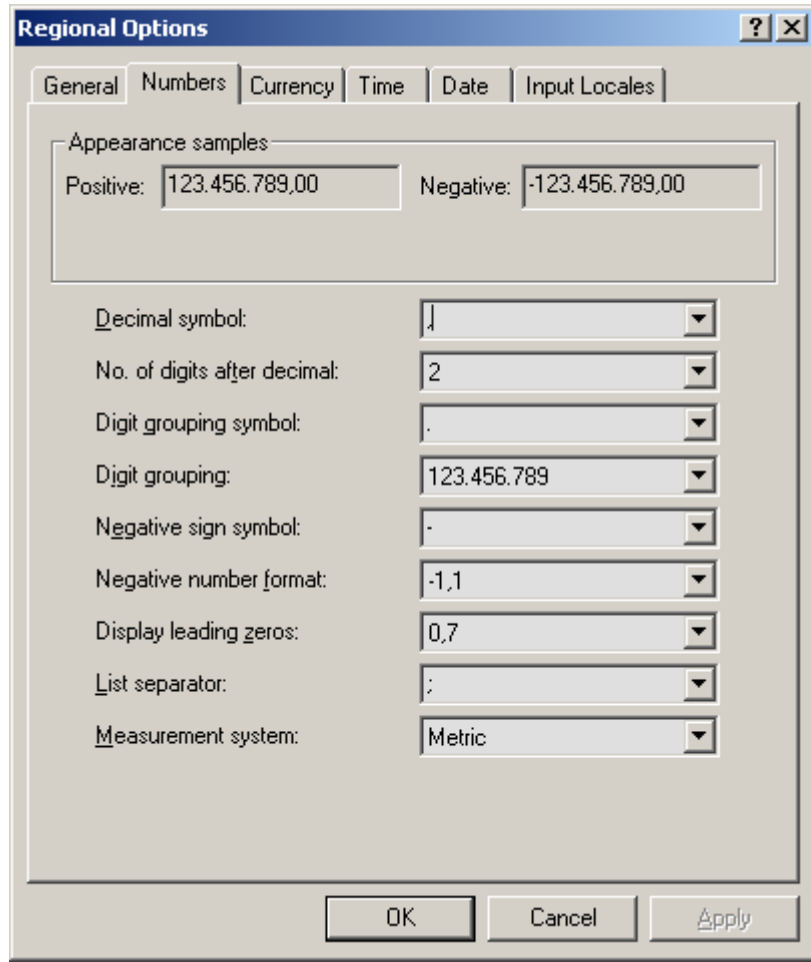 Regional Options
General Numbers Currency Time Date Input Locales
Appearance samples
Positive: 123.456.789,00 Negative: -123.456.789,00
Decimal symbol: ,
No. of digits after decimal: 2
Digit grouping symbol: .
Digit grouping: 123.456.789
Negative sign symbol: -
Negative number format: -1,1
Display leading zeros: 0,7
List separator: ;
Measurement system: Metric
OK Cancel Apply